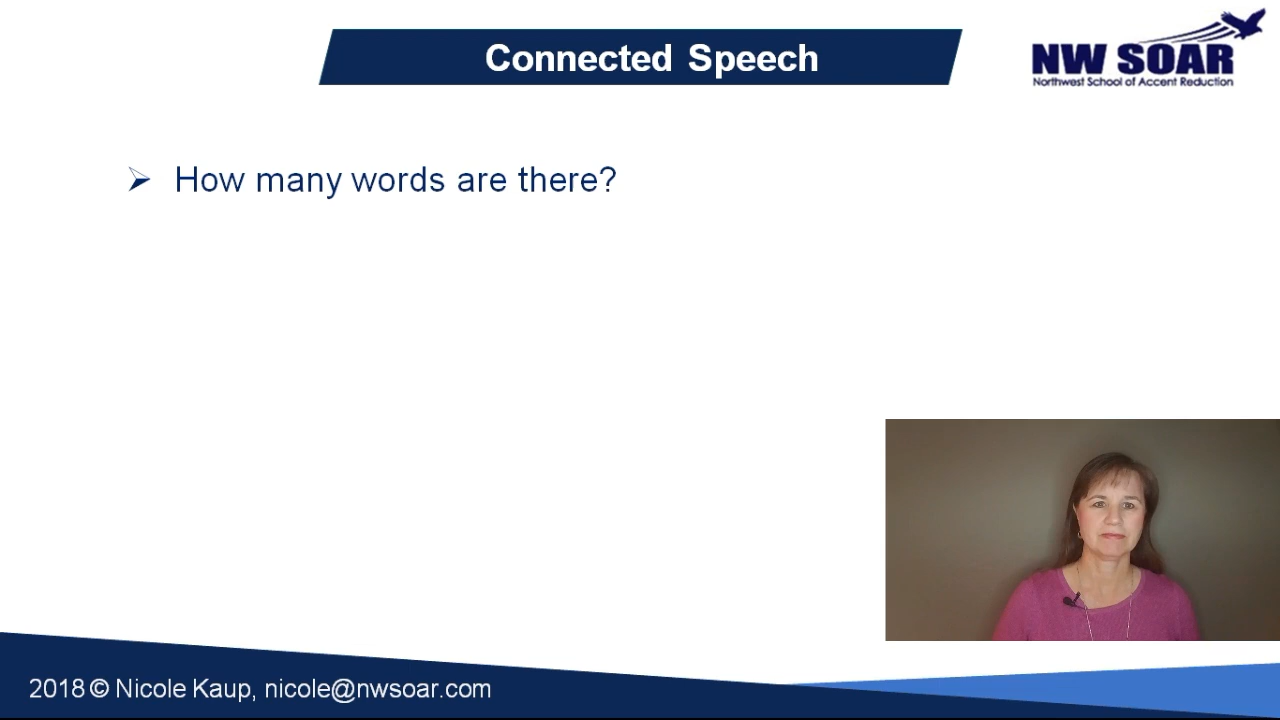 Connected Speech
NW SOAR
Northwest School of Accent Reduction
How many words are there?
2018 © Nicole Kaup, nicole@nwsoar.com